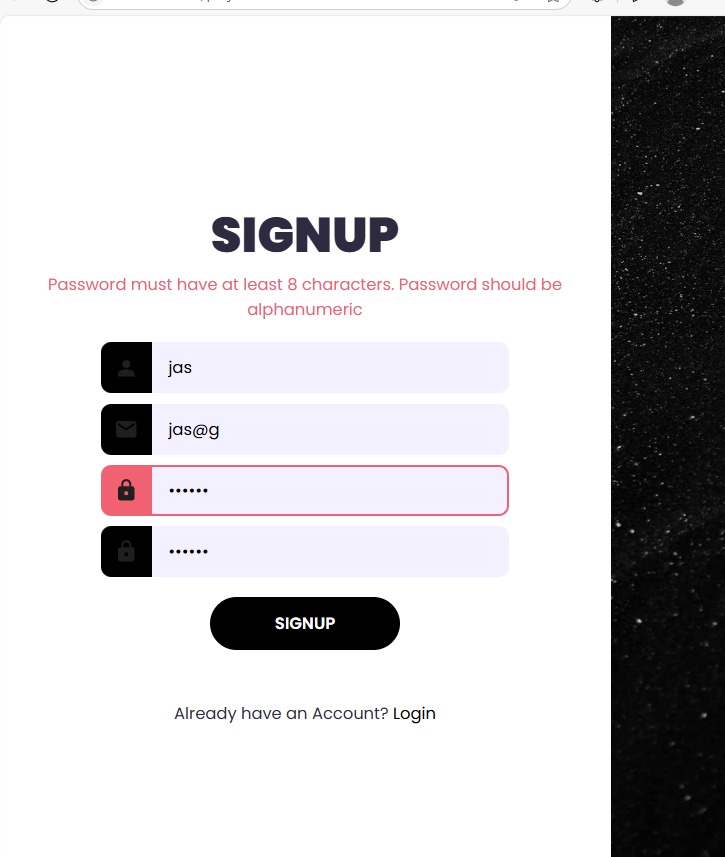 SIGNUP
Password must have at least 8 characters. Password should be
alphanumeric
jas
jas@g
••••••
••••••
SIGNUP
Already have an Account? Login